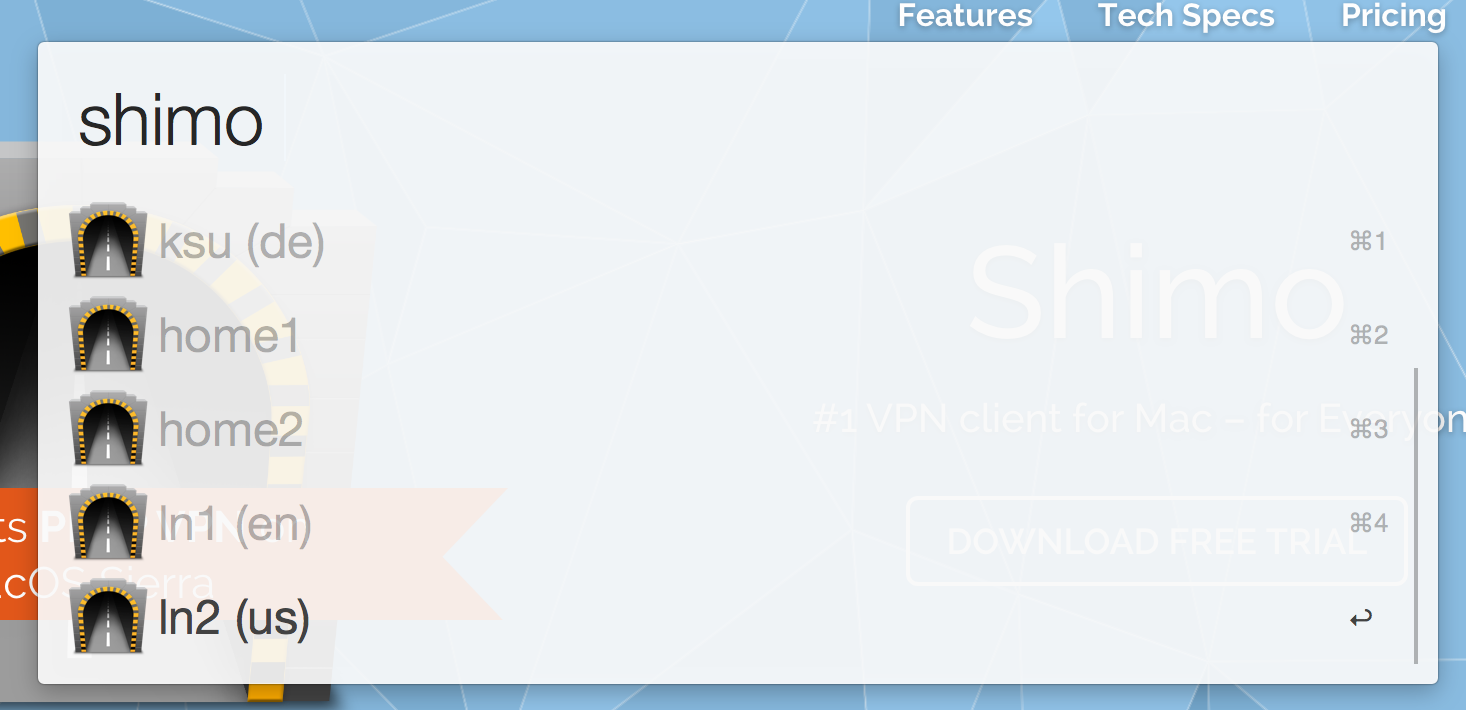 Features Tech Specs Pricing
shimo
ksu (de) ⌘1
Shimo
home1 ⌘2
home2 ⌘3
#1 VPN client for Mac – for Everyon
ln1 (en) ⌘4
DOWNLOAD FREE TRIAL
cOS Sierra
ln2 (us) ↩